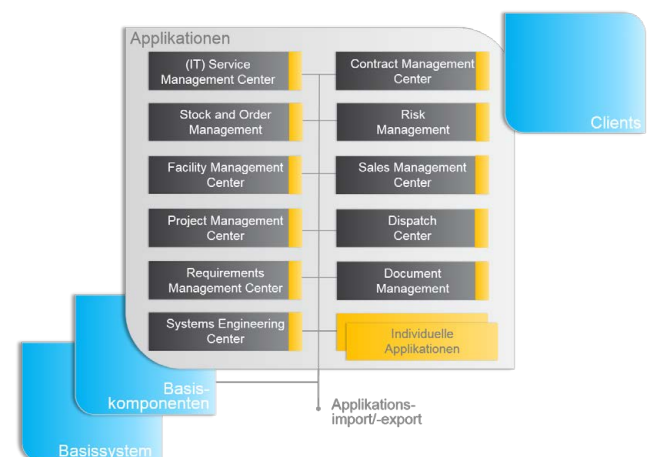 Applikationen
(IT) Service
Management Center
Contract Management
Center
Stock and Order
Management
Risk
Management
Facility Management
Center
Sales Management
Center
Project Management
Center
Dispatch
Center
Requirements
Management Center
Document
Management
Systems Engineering
Center
Individuelle
Applikationen
Clients
Basis-
komponenten
Applikations-
import/-export
Basissystem